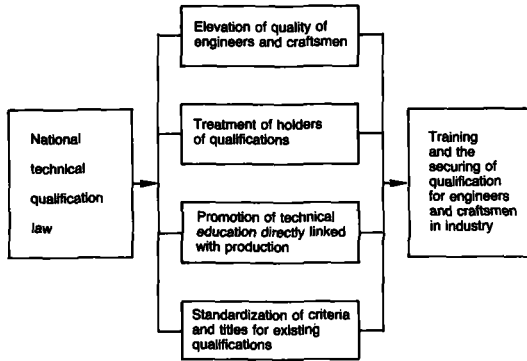 Elevation of quality of
engineers and craftsmen
Treatment of holders
of qualifications
National
technical
qualification
law
Training
and the
securing of
qualification
for engineers
and craftsmen
in industry
Promotion of technical
education directly linked
with production
Standardization of criteria
and titles for existing
qualifications